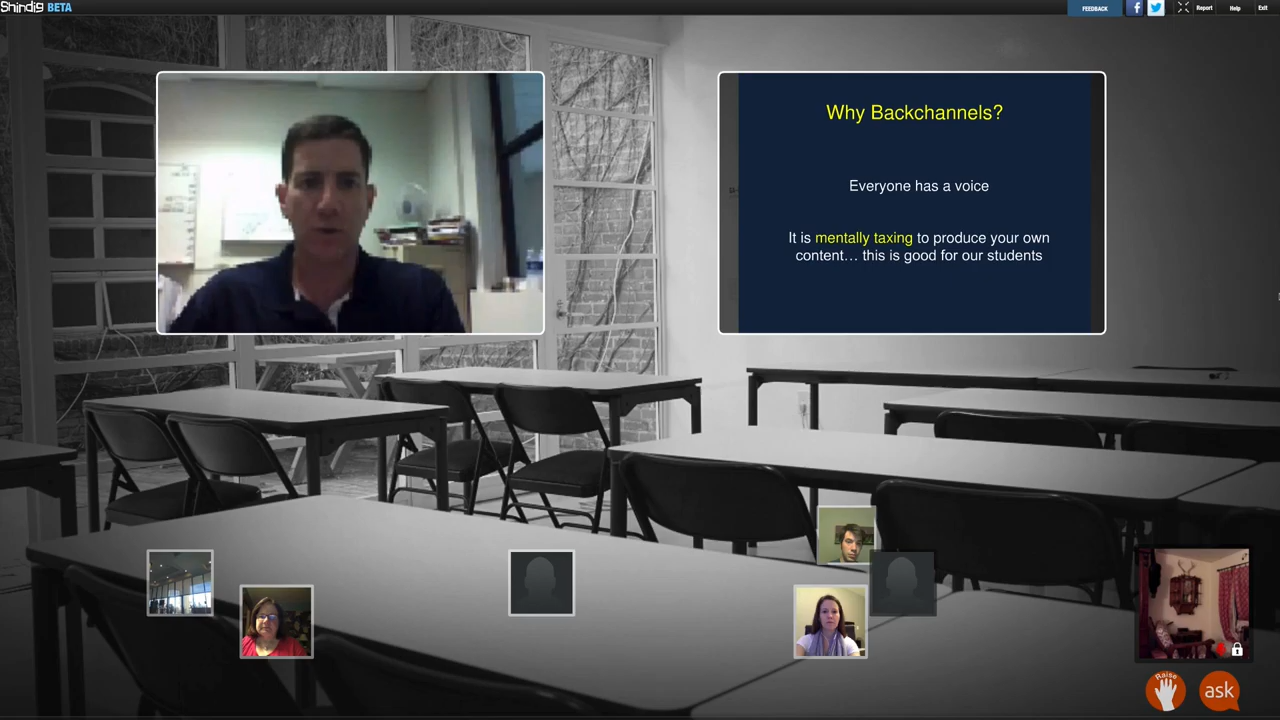 Shindig BETA
FEEDBACK
Report
Help
Exit
Why Backchannels?
Everyone has a voice
It is mentally taxing to produce your own
content… this is good for our students
Raise
ask